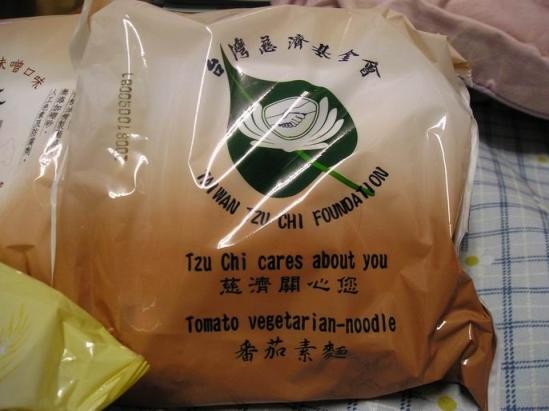 台灣慈濟基金會
TAIWAN TZU CHI FOUNDATION
Tzu Chi cares about you
慈濟關心您
Tomato vegetarian-noodle
番茄素麵